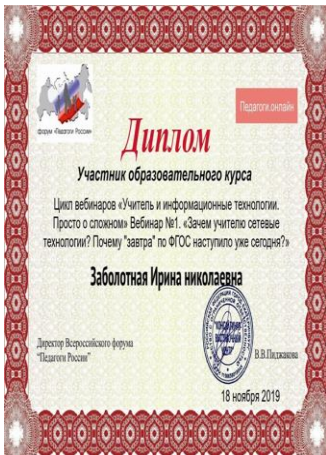 форум «Педагоги России»
Педагоги.онлайн
Диплом
Участник образовательного курса
Цикл вебинаров «Учитель и информационные технологии.
Просто о сложном» Вебинар №1. «Зачем учителю сетевые
технологии? Почему "завтра" по ФГОС наступило уже сегодня?»
Заболотная Ирина николаевна
Директор Всероссийского форума
"Педагоги России"
В.В.Пиджакова
18 ноября 2019